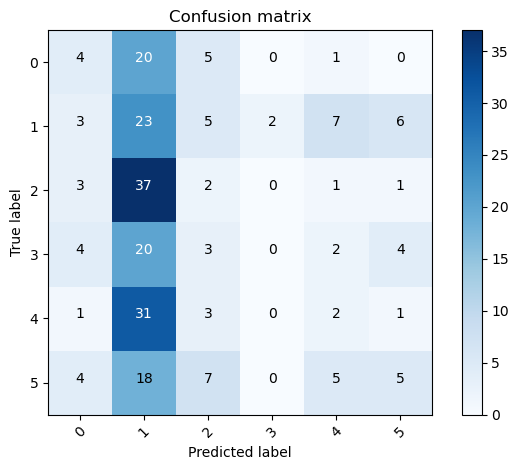 Confusion matrix
0 4 20 5 0 1 0
1 3 23 5 2 7 6
2 3 37 2 0 1 1
3 4 20 3 0 2 4
4 1 31 3 0 2 1
5 4 18 7 0 5 5
0 1 2 3 4 5
True label
Predicted label
35
30
25
20
15
10
5
0